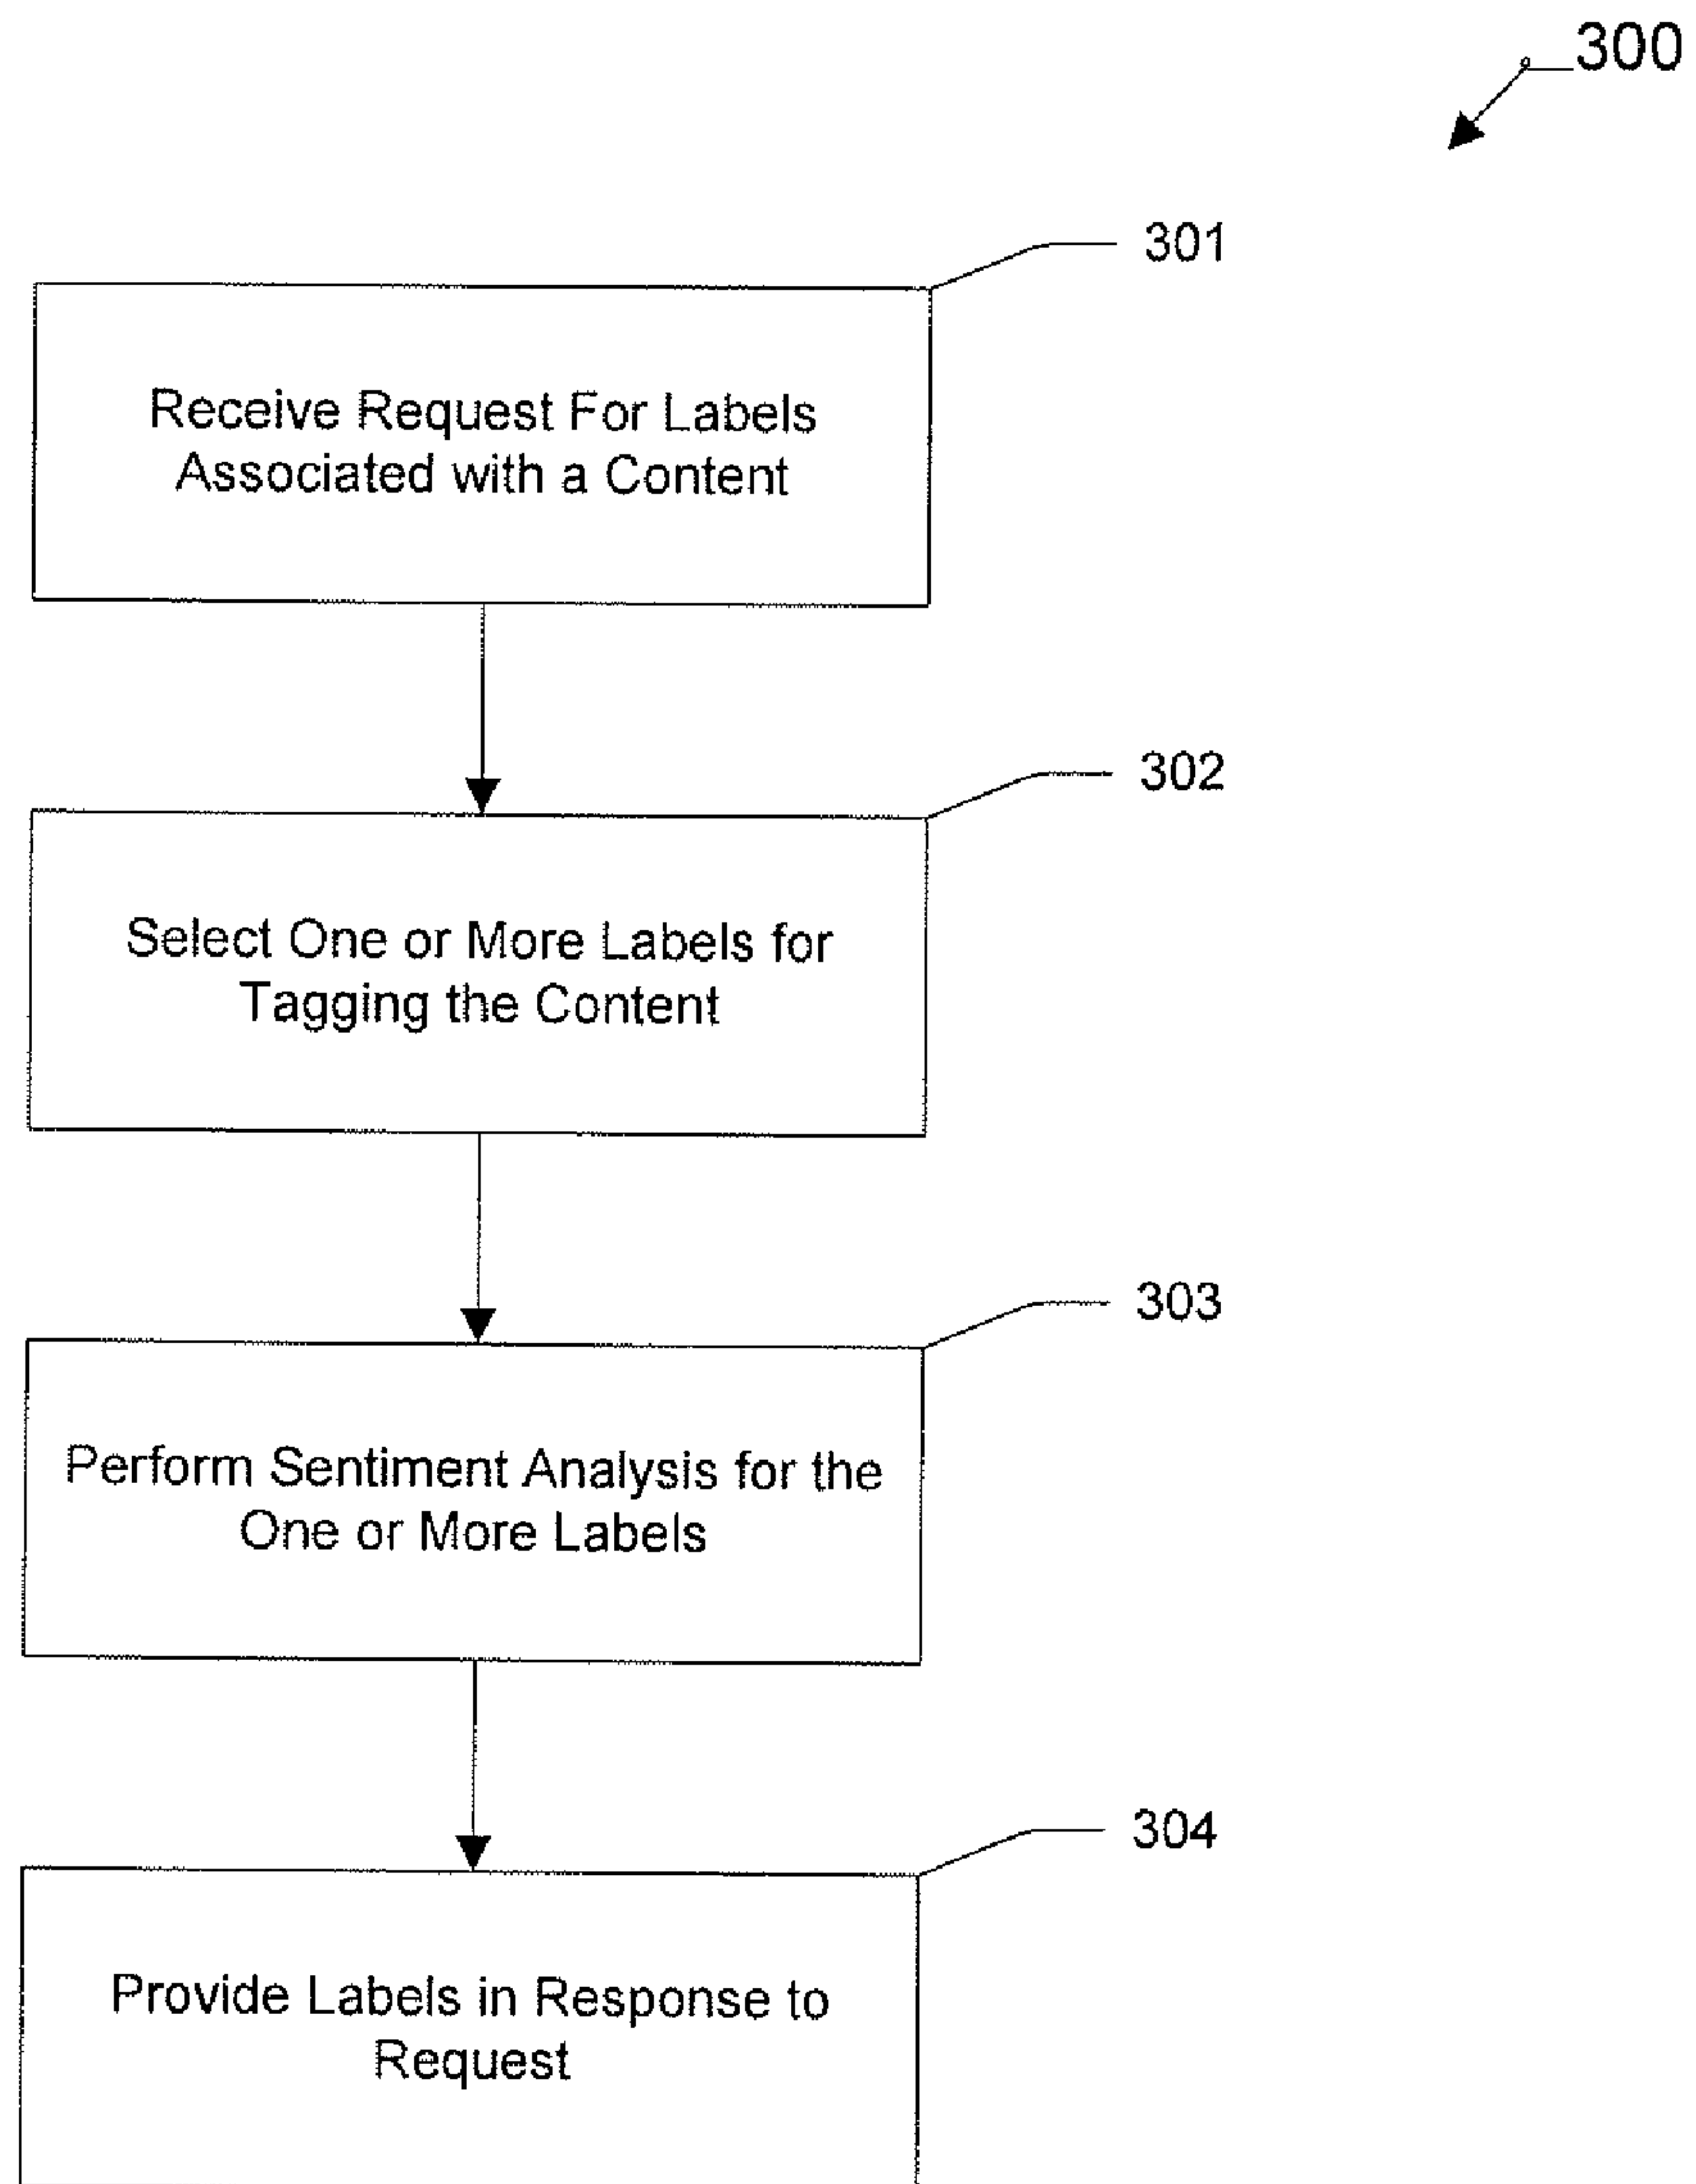 300
301
Receive Request For Labels
Associated with a Content
302
Select One or More Labels for
Tagging the Content
303
Perform Sentiment Analysis for the
One or More Labels
304
Provide Labels in Response to
Request